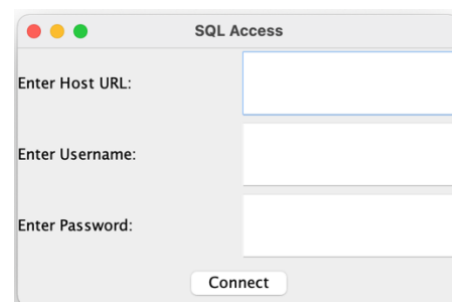 SQL Access
Enter Host URL:
Enter Username:
Enter Password:
Connect